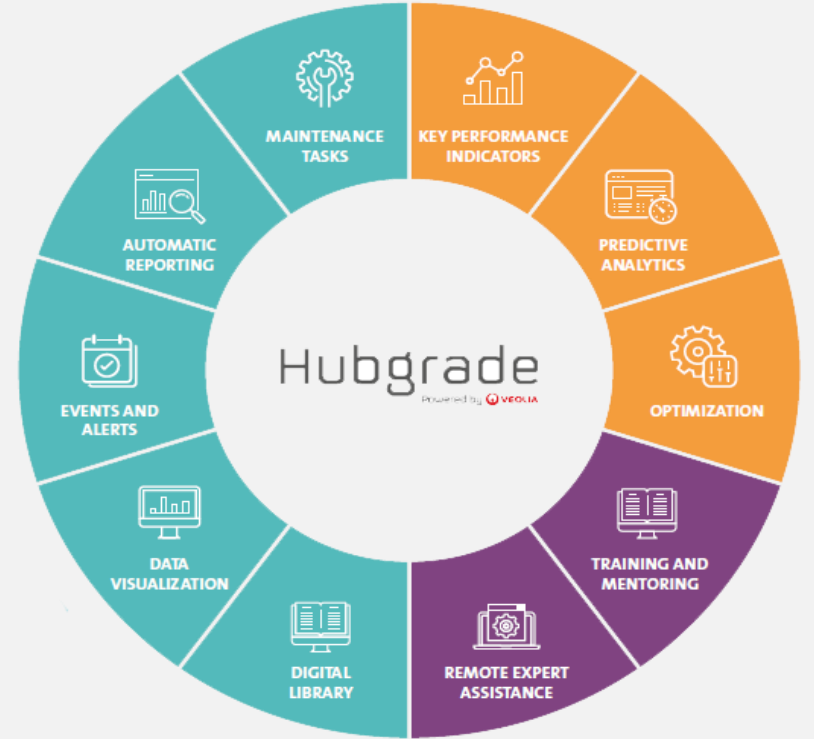 MAINTENANCE
TASKS
KEY PERFORMANCE
INDICATORS
AUTOMATIC
REPORTING
PREDICTIVE
ANALYTICS
EVENTS AND
ALERTS
Hubgrade
Powered by VEOLIA
OPTIMIZATION
DATA
VISUALIZATION
TRAINING AND
MENTORING
DIGITAL
LIBRARY
REMOTE EXPERT
ASSISTANCE